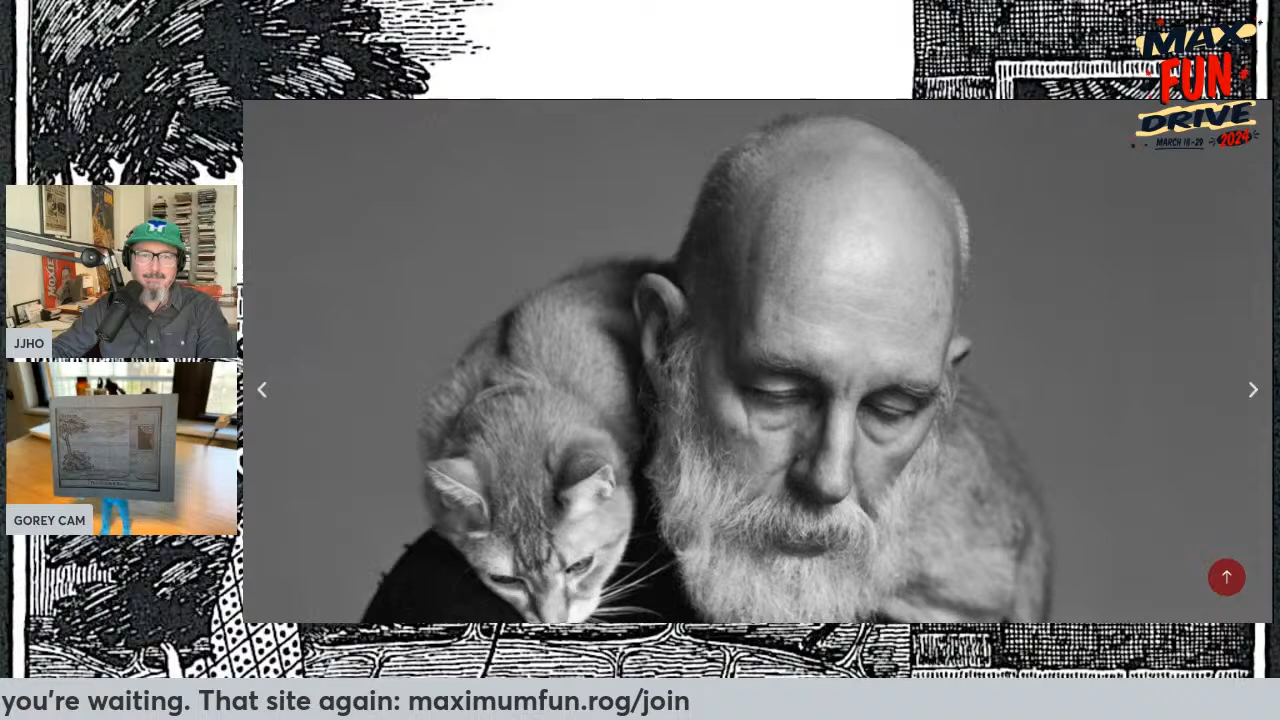 MAX
FUN
DRIVE
MARCH 18-29 2024
MOXIE
JJHO
GOREY CAM
you're waiting. That site again: maximumfun.rog/join